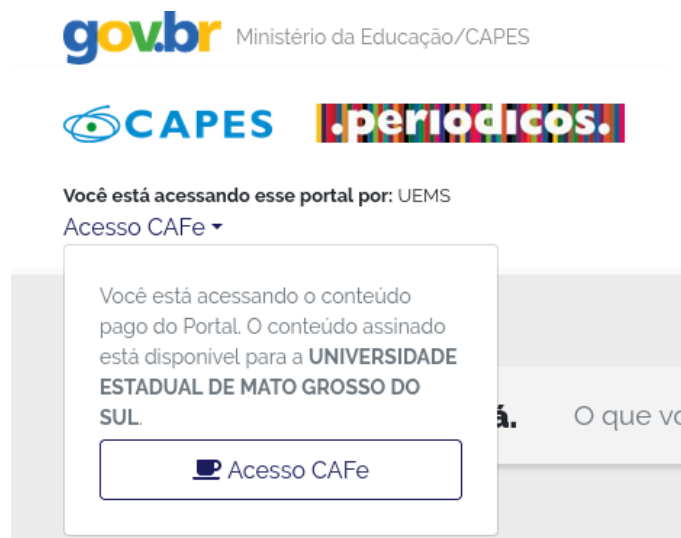 gov.br Ministério da Educação/CAPES
CAPES .periodicos.
Você está acessando esse portal por: UEMS
Acesso CAFe
Você está acessando o conteúdo
pago do Portal. O conteúdo assinado
está disponível para a UNIVERSIDADE
ESTADUAL DE MATO GROSSO DO
SUL.
á. O que vo
Acesso CAFe